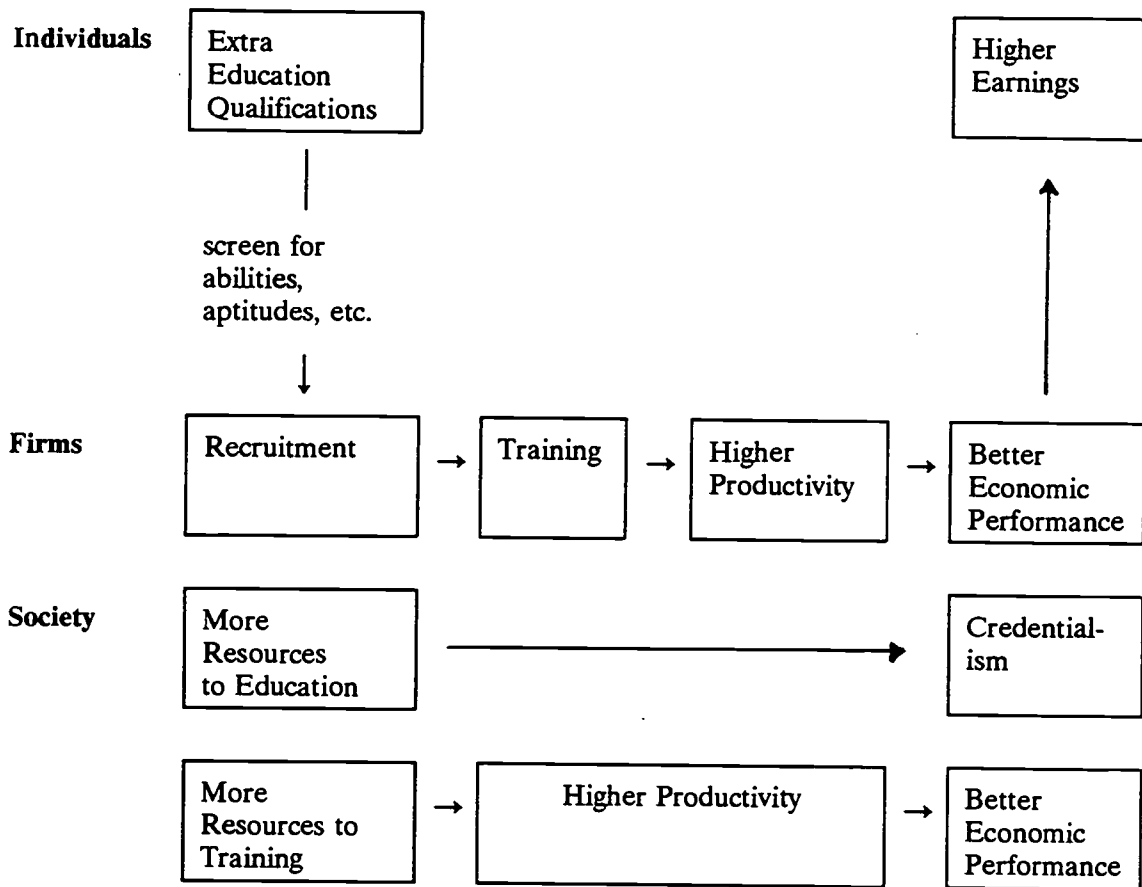 Individuals
Extra
Education
Qualifications
Higher
Earnings
screen for
abilities,
aptitudes, etc.
Firms
Recruitment
Training
Higher
Productivity
Better
Economic
Performance
Society
More
Resources
to Education
Credential-
ism
More
Resources to
Training
Higher Productivity
Better
Economic
Performance